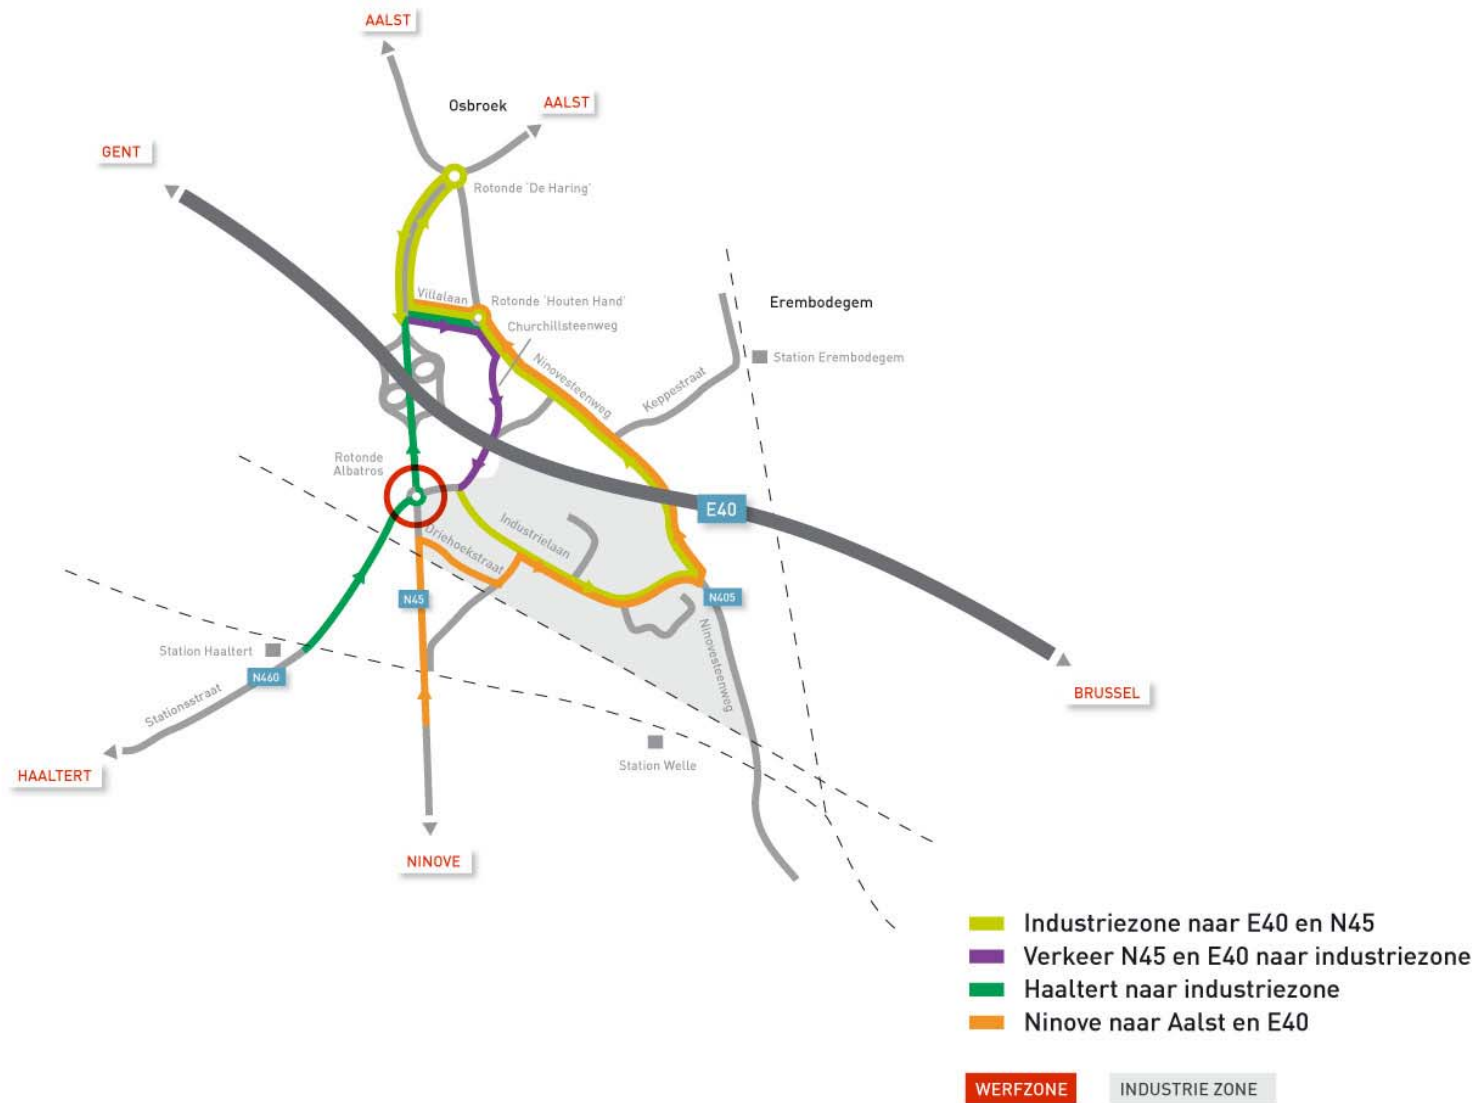 AALST
Osbroek
AALST
GENT
Rotonde 'De Haring'
Villalaan
Rotonde 'Houten Hand'
Erembodegem
Churchillsteenweg
Ninovesteenweg
Station Erembodegem
Keppestraat
Rotonde
Albatros
E40
Industrielaan
Driehoekstraat
N45
N405
Ninovesteenweg
Station Haaltert
N460
Stationsstraat
BRUSSEL
Station Welle
HAALTERT
NINOVE
Industriezone naar E40 en N45
Verkeer N45 en E40 naar industriezone
Haaltert naar industriezone
Ninove naar Aalst en E40
WERFZONE
INDUSTRIE ZONE